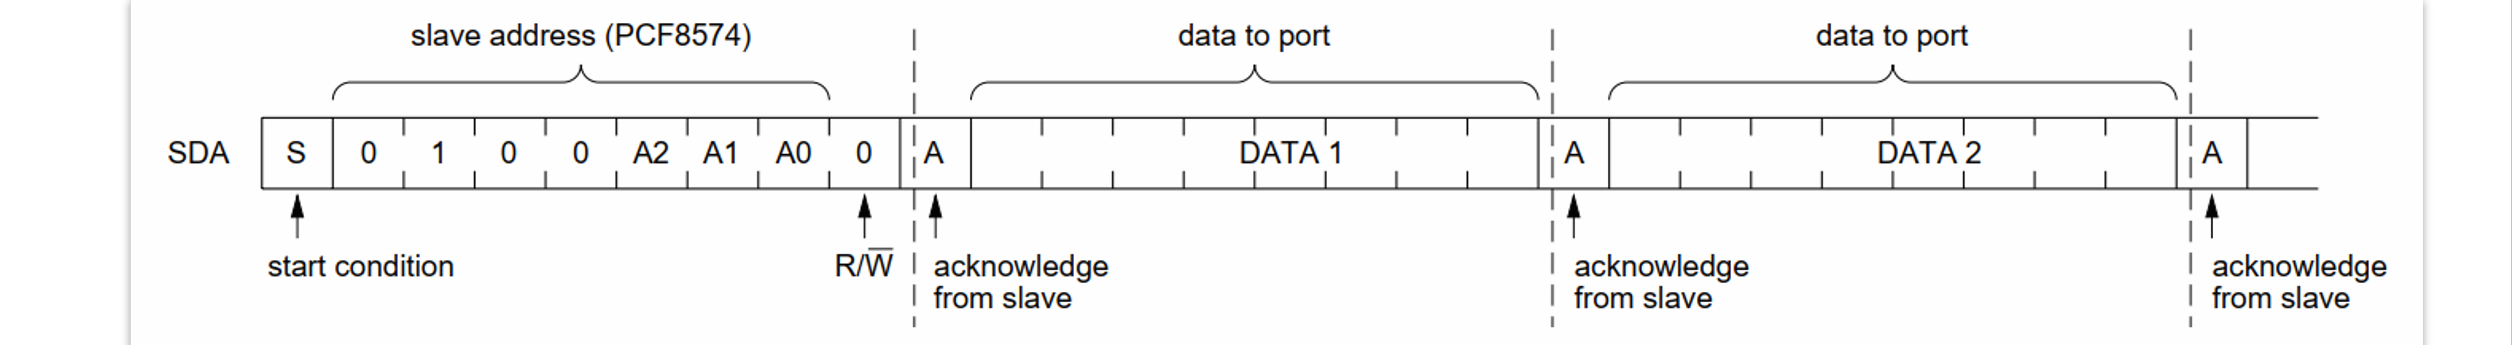 slave address (PCF8574) data to port data to port
SDA S 0 1 0 0 A2 A1 A0 0 A DATA 1 A DATA 2 A
start condition R/W̅ acknowledge from slave acknowledge from slave acknowledge from slave